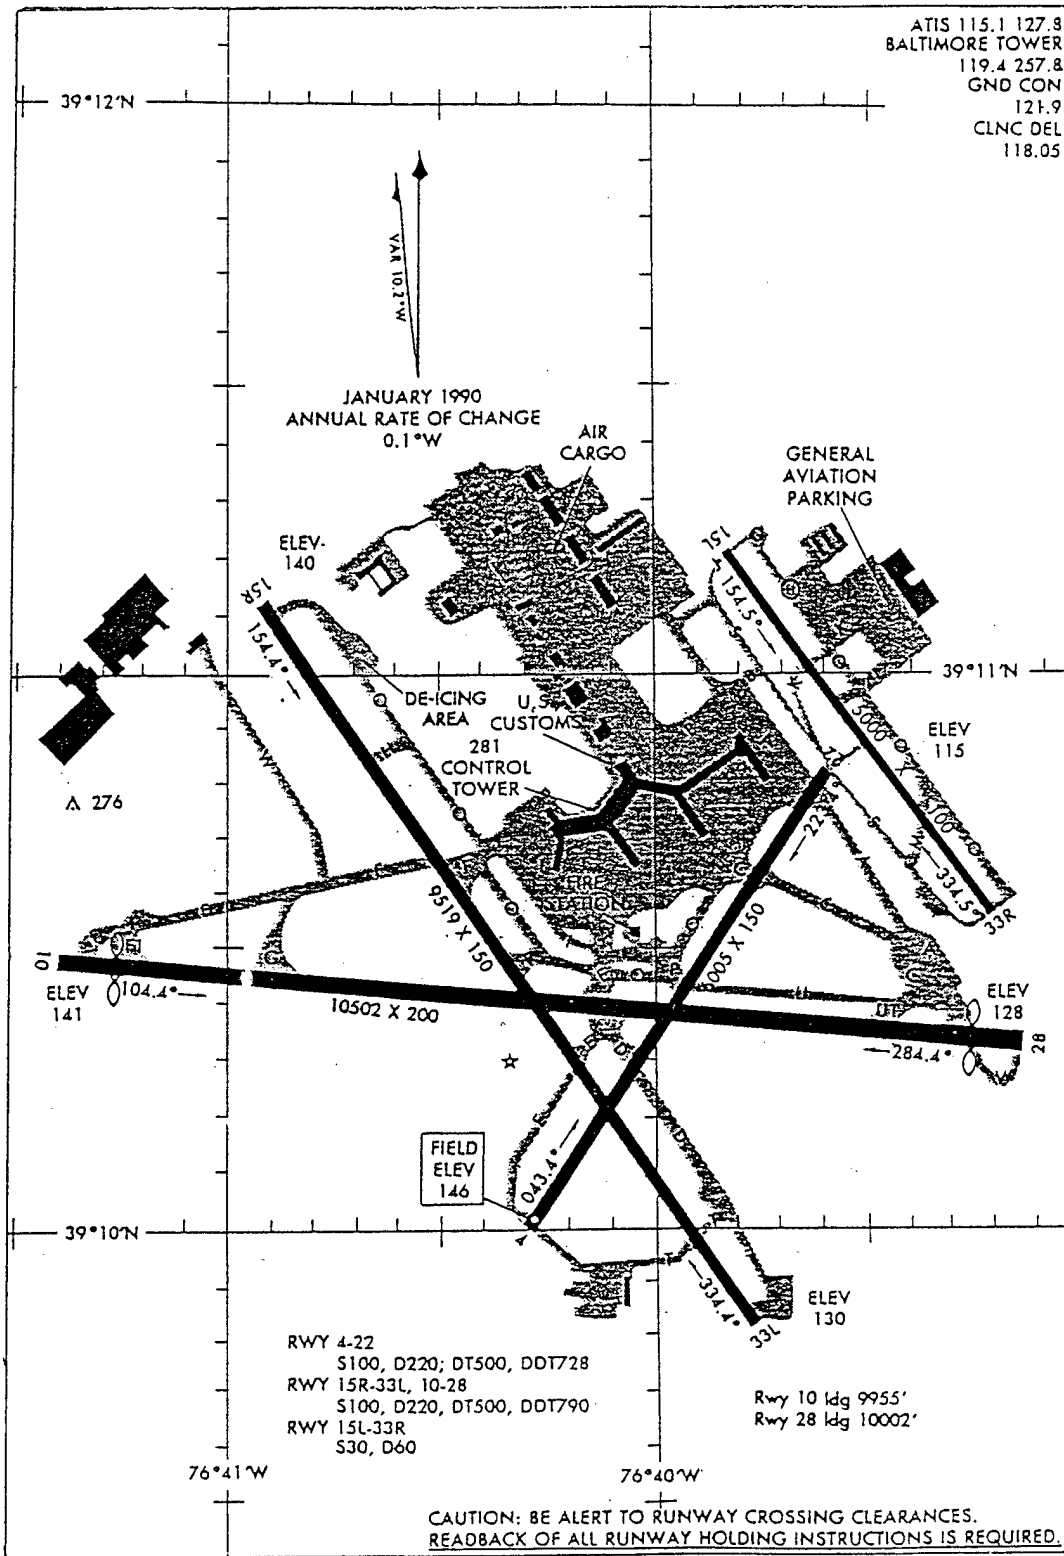 ATIS 115.1 127.8
BALTIMORE TOWER
119.4 257.8
GND CON
121.9
CLNC DEL
118.05
39°12'N
VAR 10.2°W
JANUARY 1990
ANNUAL RATE OF CHANGE
0.1°W
AIR
CARGO
GENERAL
AVIATION
PARKING
ELEV
140
15R
154.4°
15L
154.5°
39°11'N
DE-ICING
AREA
U.S.
CUSTOMS
281
CONTROL
TOWER
ELEV
115
5000 X 100
276
FIRE
STATION
334.5°
33R
9519 X 150
005 X 150
10
ELEV
141
104.4°
10502 X 200
ELEV
128
284.4°
28
FIELD
ELEV
146
043.4°
39°10'N
334.4°
33L
ELEV
130
RWY 4-22
S100, D220; DT500, DDT728
RWY 15R-33L, 10-28
S100, D220, DT500, DDT790
RWY 15L-33R
S30, D60
Rwy 10 ldg 9955'
Rwy 28 ldg 10002'
76°41'W
76°40'W
CAUTION: BE ALERT TO RUNWAY CROSSING CLEARANCES.
READBACK OF ALL RUNWAY HOLDING INSTRUCTIONS IS REQUIRED.